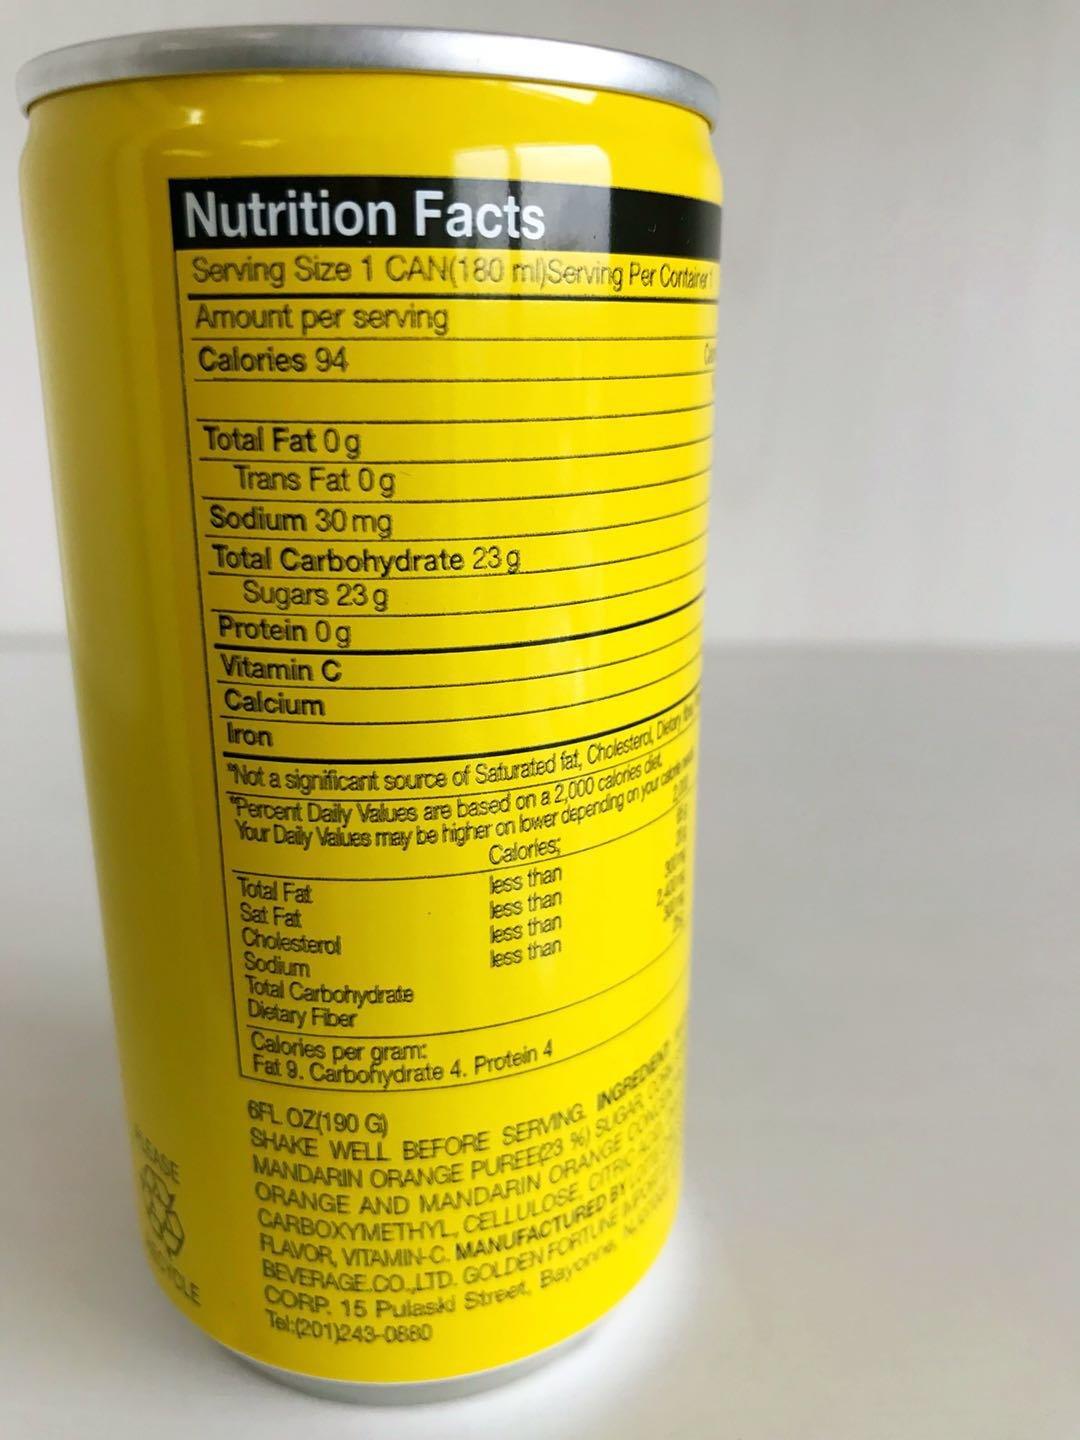 Nutrition Facts
Serving Size 1 CAN(180 ml)Serving Per Container 1
Amount per serving
Calories 94
Total Fat 0g
Trans Fat 0g
Sodium 30mg
Total Carbohydrate 23g
Sugars 23g
Protein 0g
Vitamin C
Calcium
Iron
*Not a significant source of Saturated fat, Cholesterol, Dietary
*Percent Daily Values are based on a 2,000 calories diet.
Your Daily Values may be higher on lower depending on your calorie
Calories;
Total Fat less than
Sat Fat less than
Cholesterol less than
Sodium less than
Total Carbohydrate
Dietary Fiber
Calories per gram:
Fat 9. Carbohydrate 4. Protein 4
6FL OZ(190 G)
SHAKE WELL BEFORE SERVING. INGREDIENT
MANDARIN ORANGE PUREE(23 %) SUGAR,
ORANGE AND MANDARIN ORANGE
CARBOXYMETHYL, CELLULOSE, CITRIC
FLAVOR, VITAMIN-C. MANUFACTURED BY
BEVERAGE.CO.,LTD. GOLDEN FORTUNE
CORP. 15 Pulaski Street, Bayonne,
Tel:(201)243-0880
PLEASE
RECYCLE